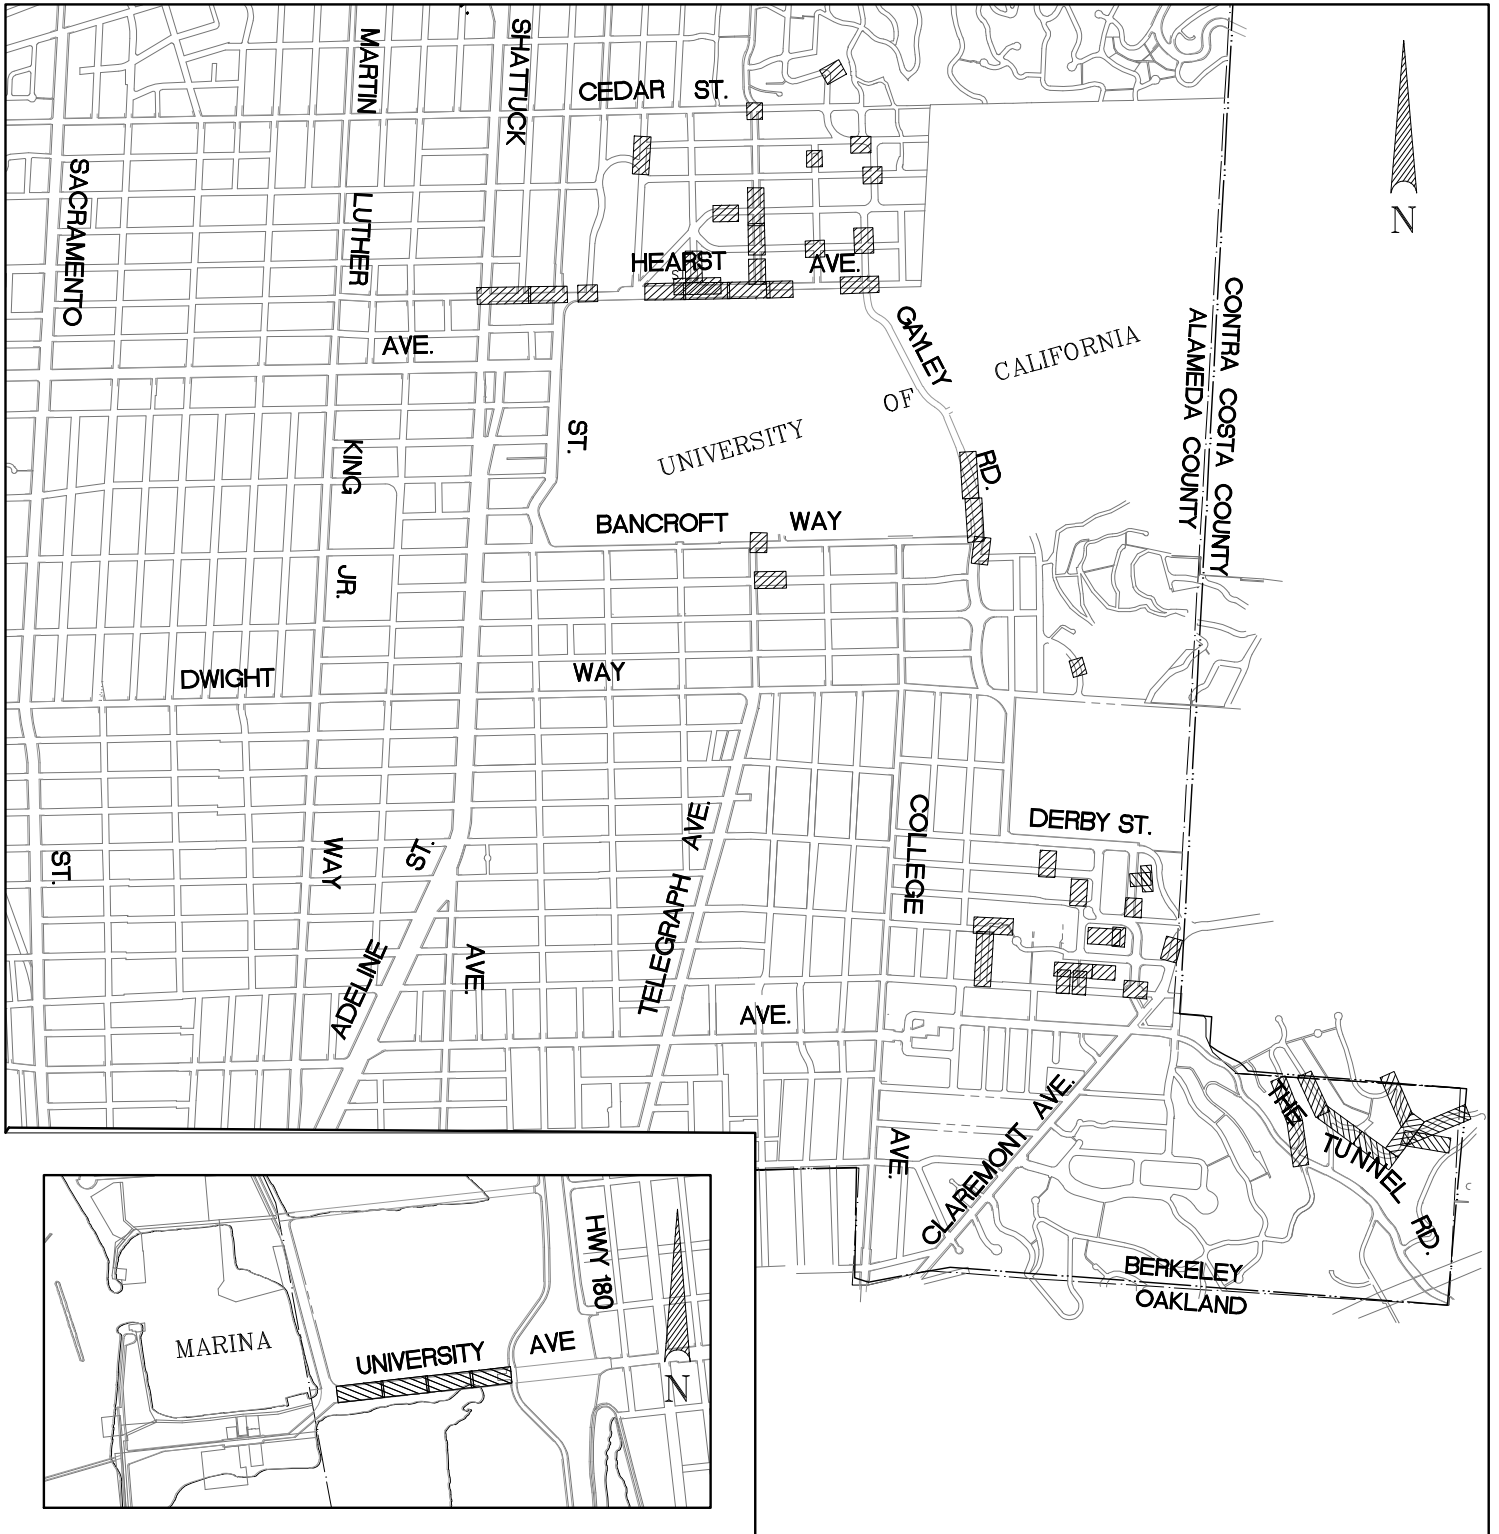 MARTIN
SHATTUCK
CEDAR ST.
SACRAMENTO
LUTHER
HEARST AVE.
N
AVE.
GAYLEY
CONTRA COSTA COUNTY
ALAMEDA COUNTY
UNIVERSITY OF CALIFORNIA
KING
ST.
RD.
BANCROFT WAY
JR.
DWIGHT WAY
COLLEGE
DERBY ST.
ST.
WAY
ST.
AVE.
TELEGRAPH
ADELINE
AVE.
AVE.
CLAREMONT AVE.
THE
TUNNEL
RD.
AVE.
BERKELEY
OAKLAND
HWY 180
MARINA
UNIVERSITY AVE
N